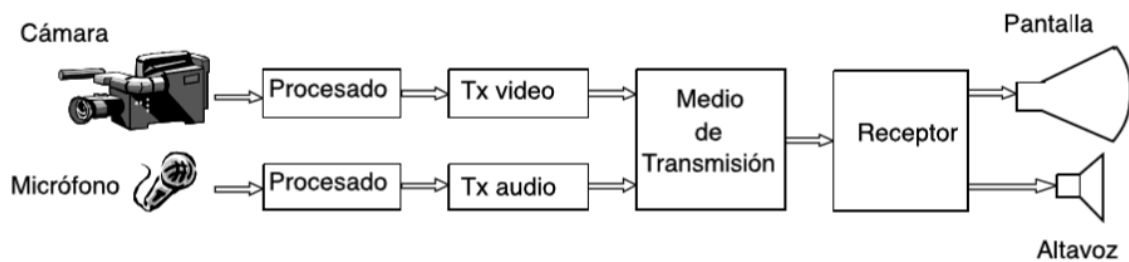 Cámara
Pantalla
Procesado
Tx video
Medio
de
Transmisión
Receptor
Micrófono
Procesado
Tx audio
Altavoz